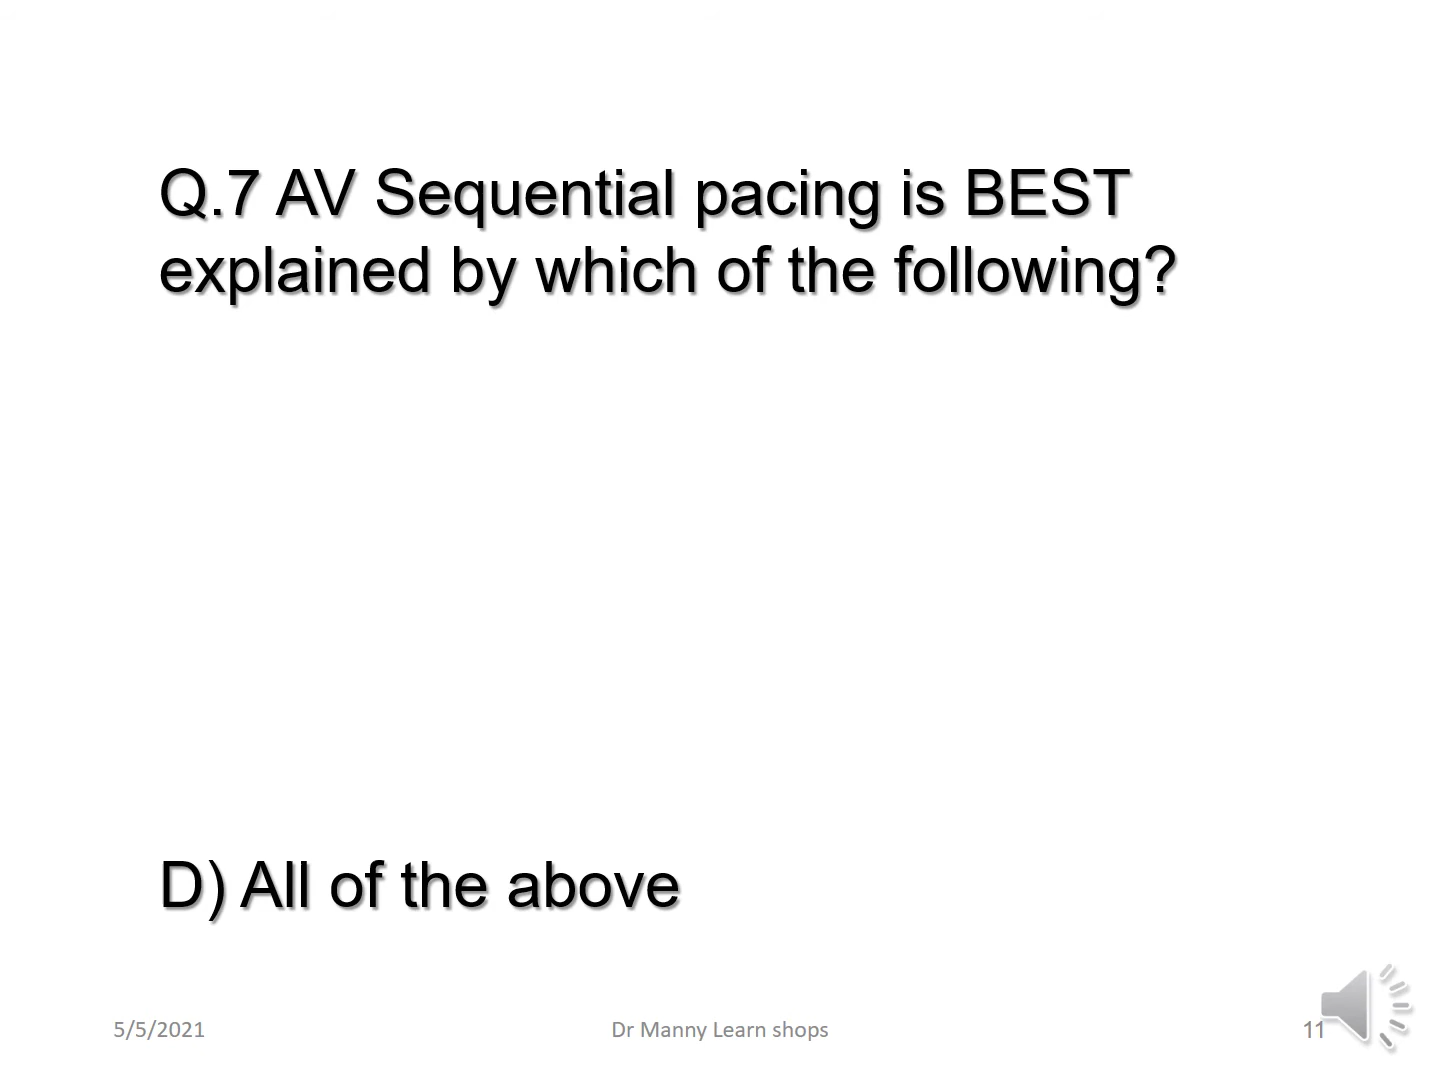 Q.7 AV Sequential pacing is BEST
explained by which of the following?
D) All of the above
5/5/2021
Dr Manny Learn shops
11